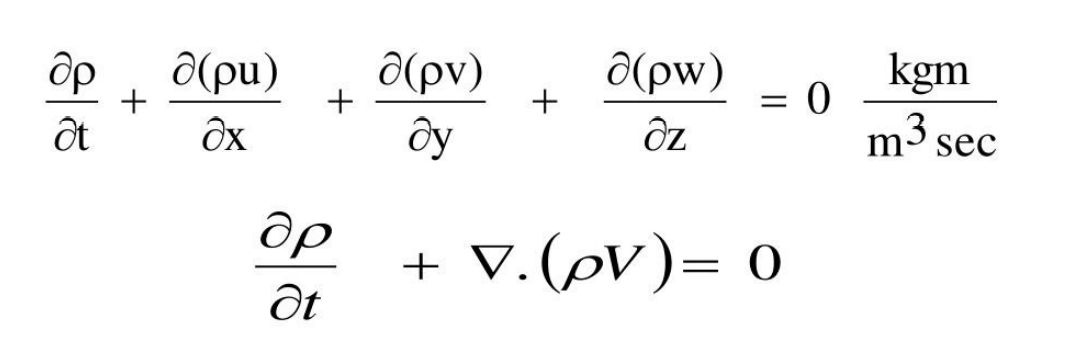 ∂ρ/∂t + ∂(ρu)/∂x + ∂(ρv)/∂y + ∂(ρw)/∂z = 0 kgm/m³ sec
∂ρ/∂t + ∇.(ρV)= 0